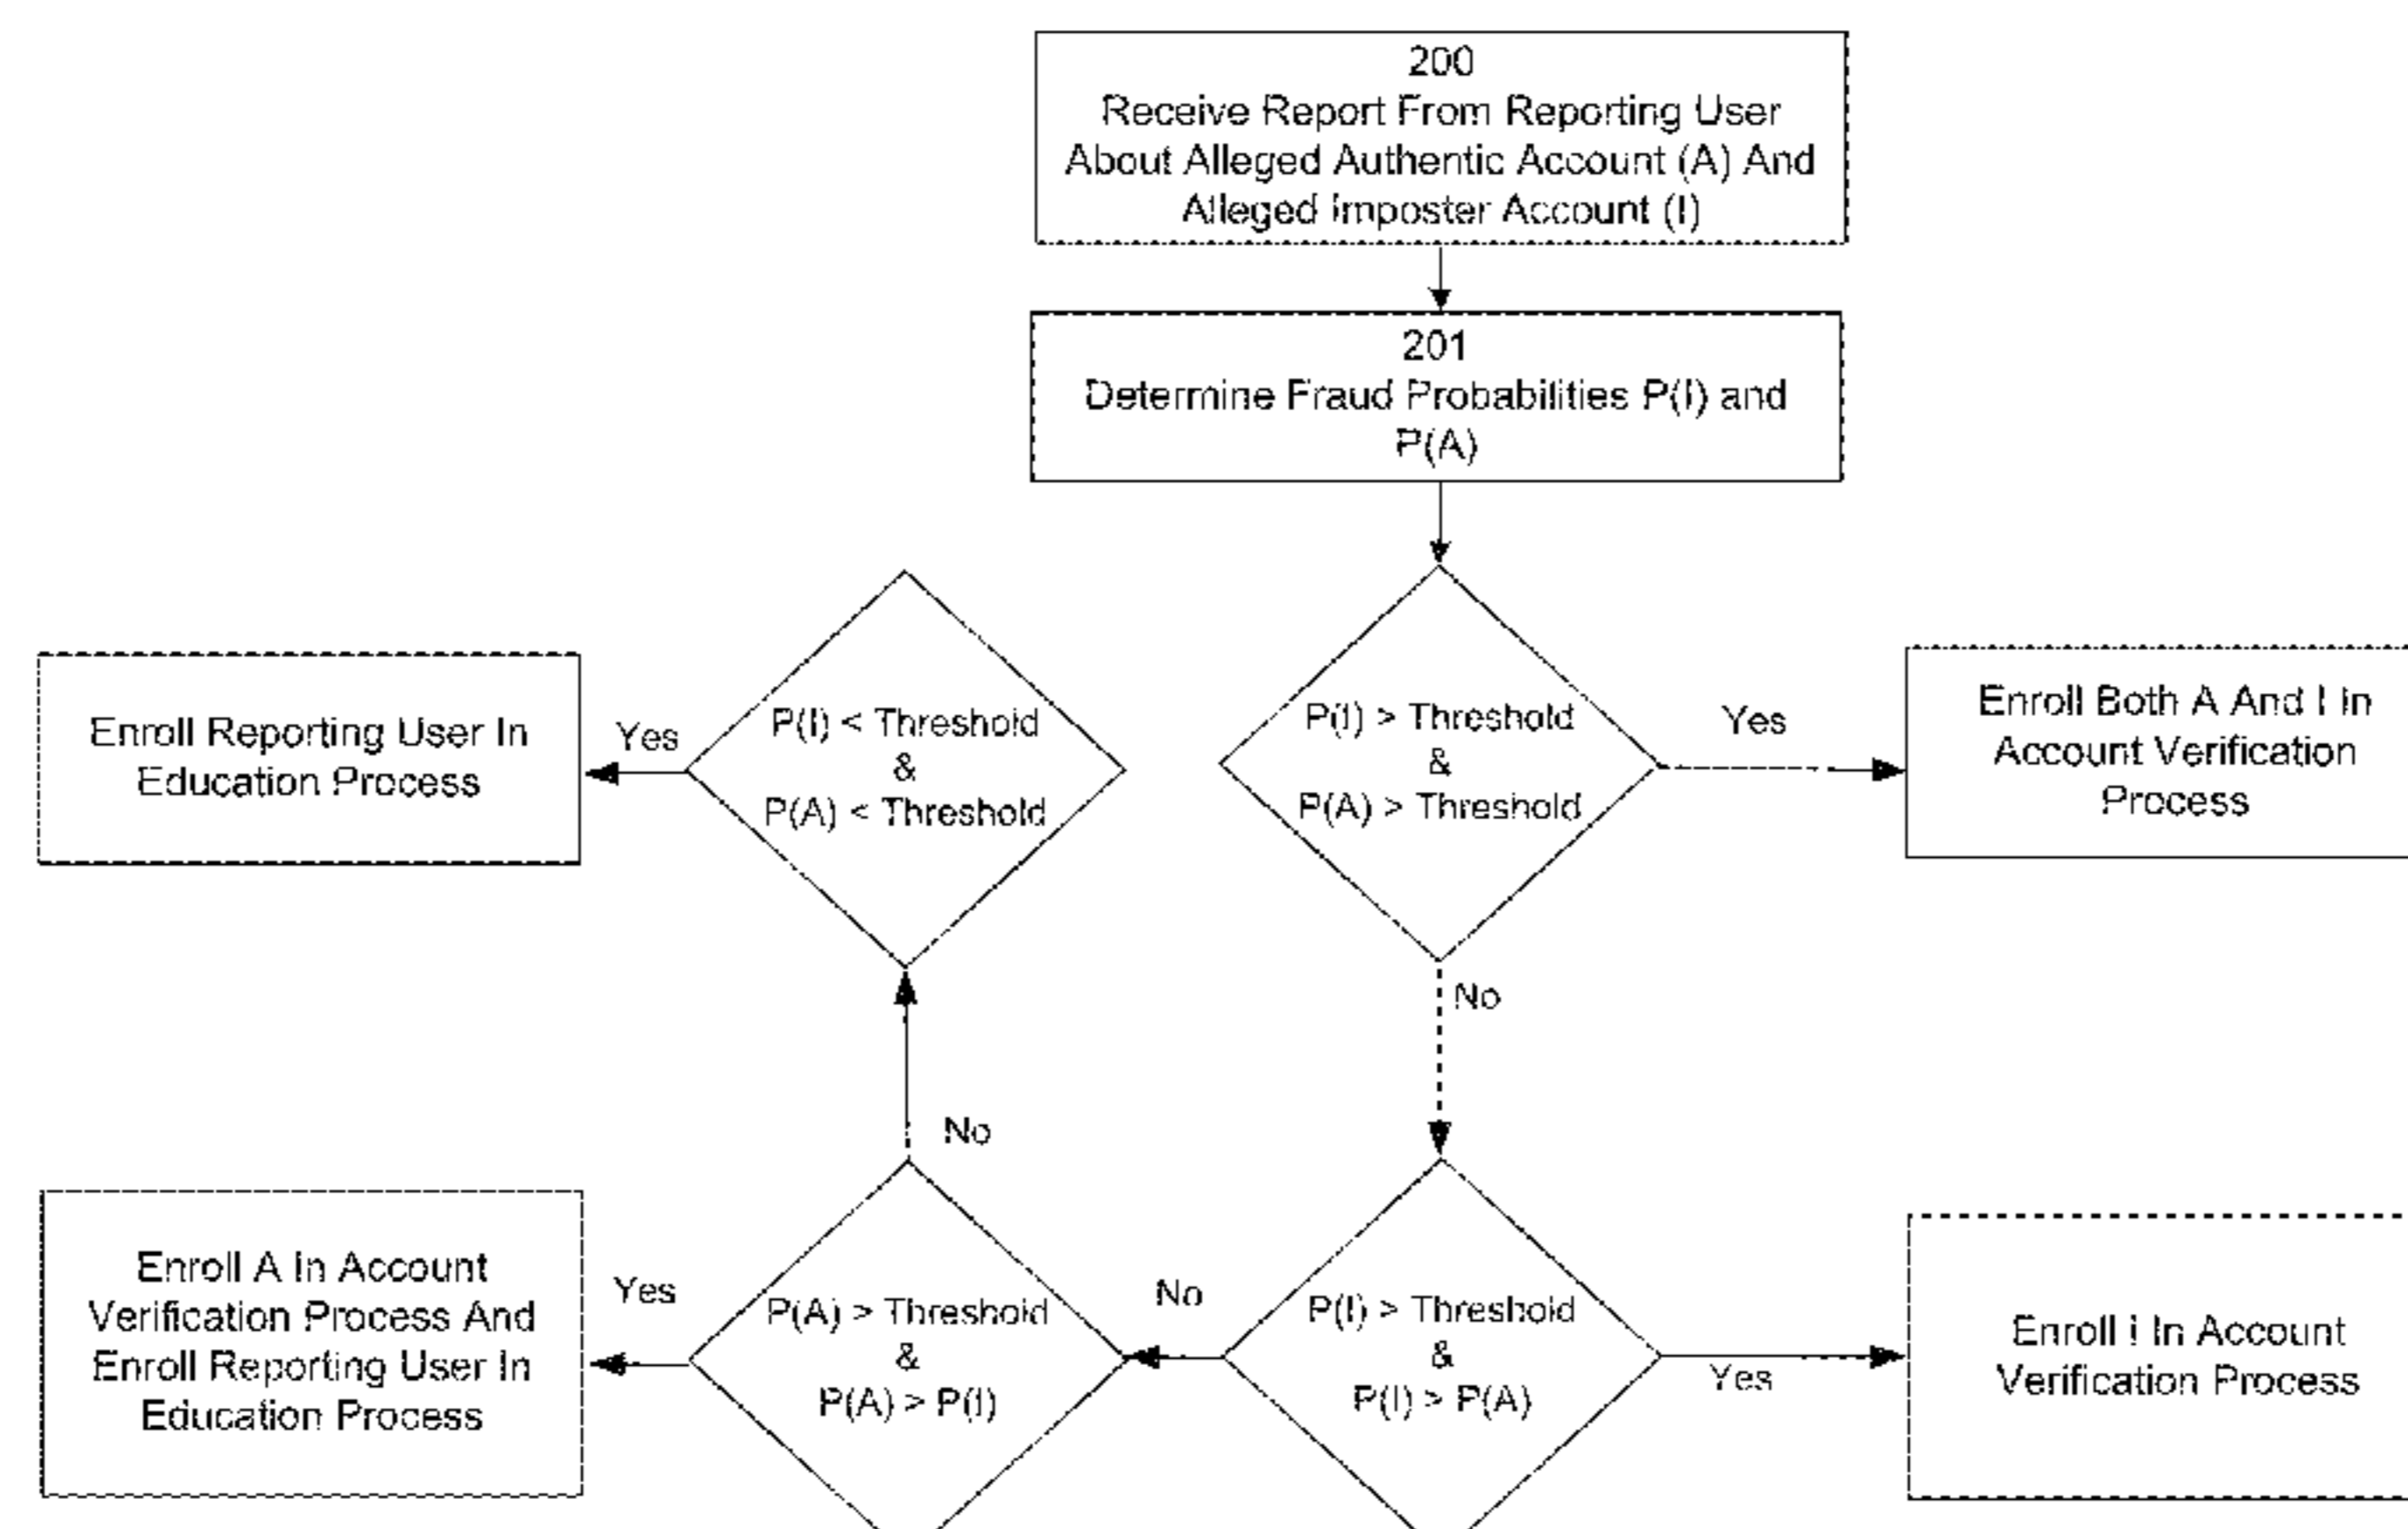 200
Receive Report From Reporting User
About Alleged Authentic Account (A) And
Alleged Imposter Account (I)
201
Determine Fraud Probabilities P(I) and
P(A)
P(I) > Threshold
&
P(A) > Threshold
Yes
Enroll Both A And I In
Account Verification
Process
No
P(I) > Threshold
&
P(I) > P(A)
Yes
Enroll I In Account
Verification Process
No
P(A) > Threshold
&
P(A) > P(I)
Yes
Enroll A In Account
Verification Process And
Enroll Reporting User In
Education Process
No
P(I) < Threshold
&
P(A) < Threshold
Yes
Enroll Reporting User In
Education Process